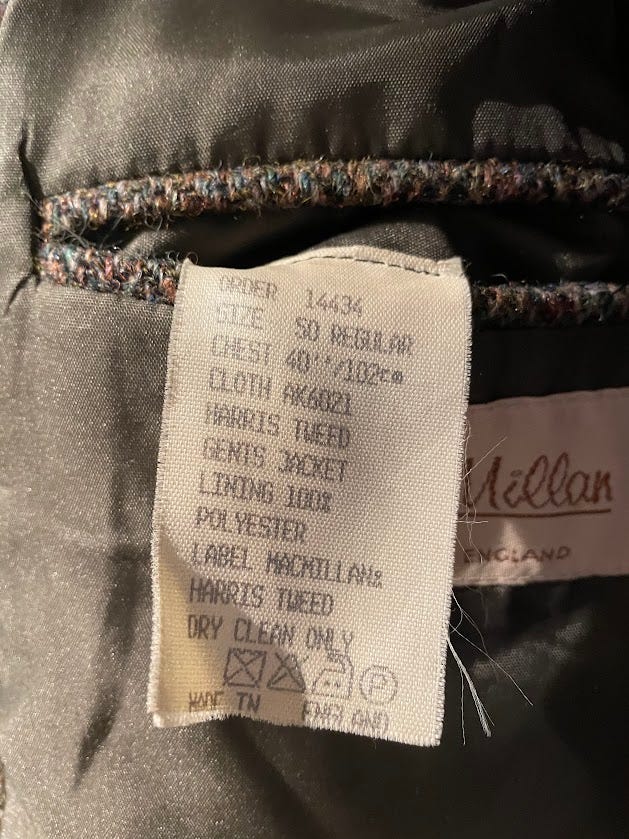 ORDER 14434
SIZE 50 REGULAR
CHEST 40''/102cm
CLOTH AK6021
HARRIS TWEED
GENTS JACKET
LINING 100%
POLYESTER
LABEL MACMILLAN&
HARRIS TWEED
DRY CLEAN ONLY
P
MADE IN ENGLAND
Millan
ENGLAND